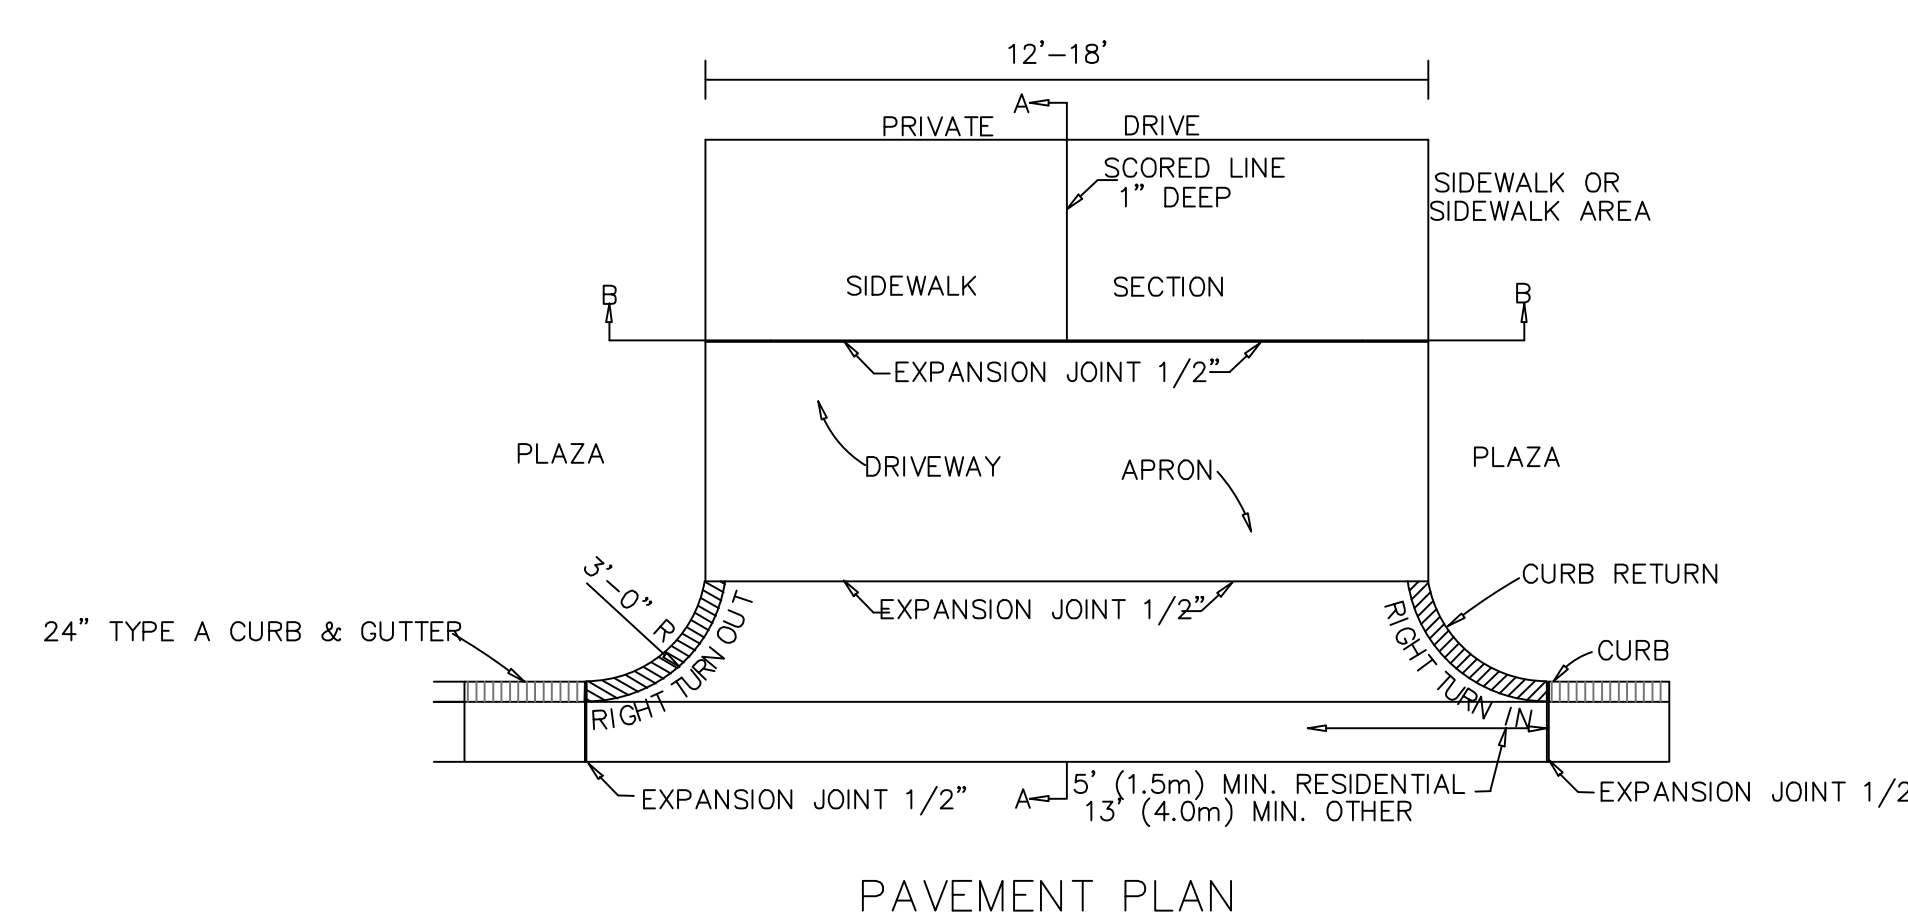 12'-18'
A
PRIVATE DRIVE
SCORED LINE
1" DEEP
SIDEWALK OR
SIDEWALK AREA
SIDEWALK SECTION
B
B
EXPANSION JOINT 1/2"
PLAZA
DRIVEWAY
APRON
PLAZA
3'-0" R
RIGHT TURN OUT
EXPANSION JOINT 1/2"
RIGHT TURN IN
CURB RETURN
24" TYPE A CURB & GUTTER
CURB
EXPANSION JOINT 1/2"
A
5' (1.5m) MIN. RESIDENTIAL
13' (4.0m) MIN. OTHER
EXPANSION JOINT 1/2
PAVEMENT PLAN